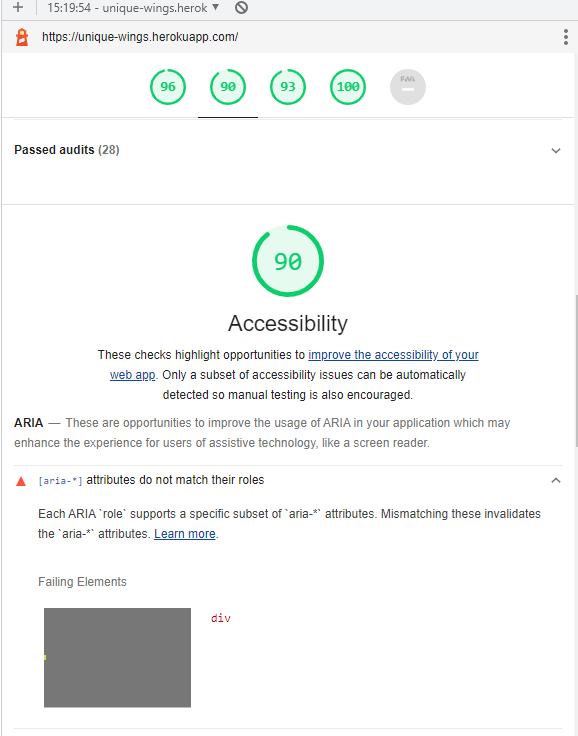 15:19:54 - unique-wings.herok
https://unique-wings.herokuapp.com/
96 90 93 100 PWA
Passed audits (28)
90
Accessibility
These checks highlight opportunities to improve the accessibility of your
web app. Only a subset of accessibility issues can be automatically
detected so manual testing is also encouraged.
ARIA — These are opportunities to improve the usage of ARIA in your application which may
enhance the experience for users of assistive technology, like a screen reader.
[aria-*] attributes do not match their roles
Each ARIA `role` supports a specific subset of `aria-*` attributes. Mismatching these invalidates
the `aria-*` attributes. Learn more.
Failing Elements
div